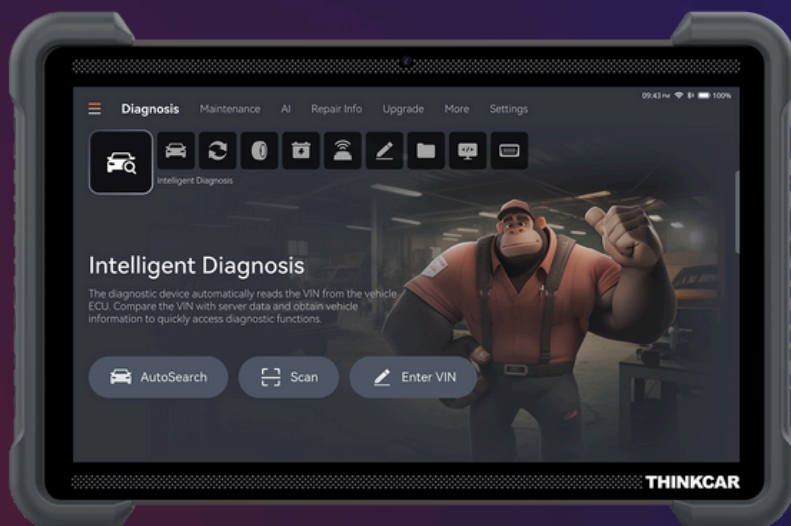 09:43 PM 100%
Diagnosis Maintenance AI Repair Info Upgrade More Settings
Intelligent Diagnosis
Intelligent Diagnosis
The diagnostic device automatically reads the VIN from the vehicle
ECU. Compare the VIN with server data and obtain vehicle
information to quickly access diagnostic functions.
AutoSearch Scan Enter VIN
THINKCAR